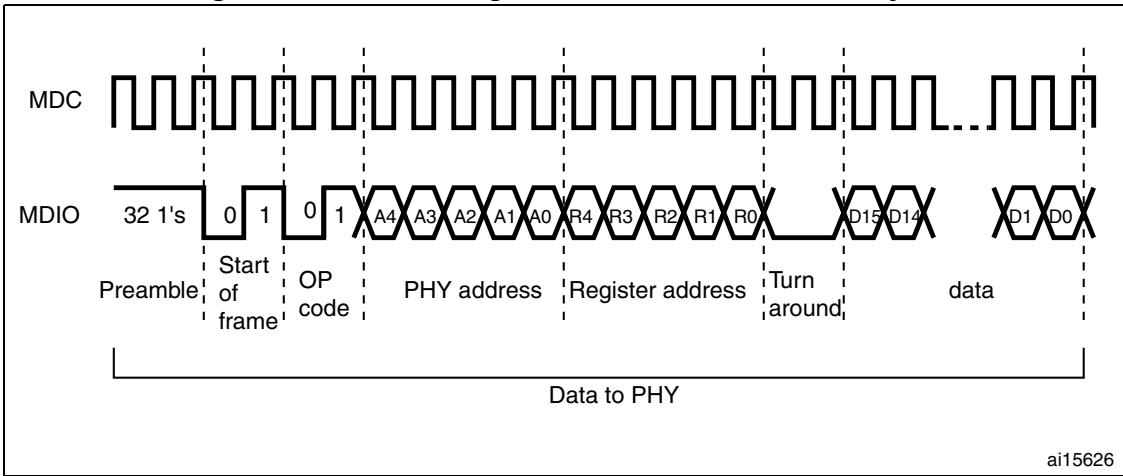 MDC
MDIO
32 1's 0 1 0 1 A4 A3 A2 A1 A0 R4 R3 R2 R1 R0 D15 D14 D1 D0
Preamble
Start
of
frame
OP
code
PHY address
Register address
Turn
around
data
Data to PHY
ai15626